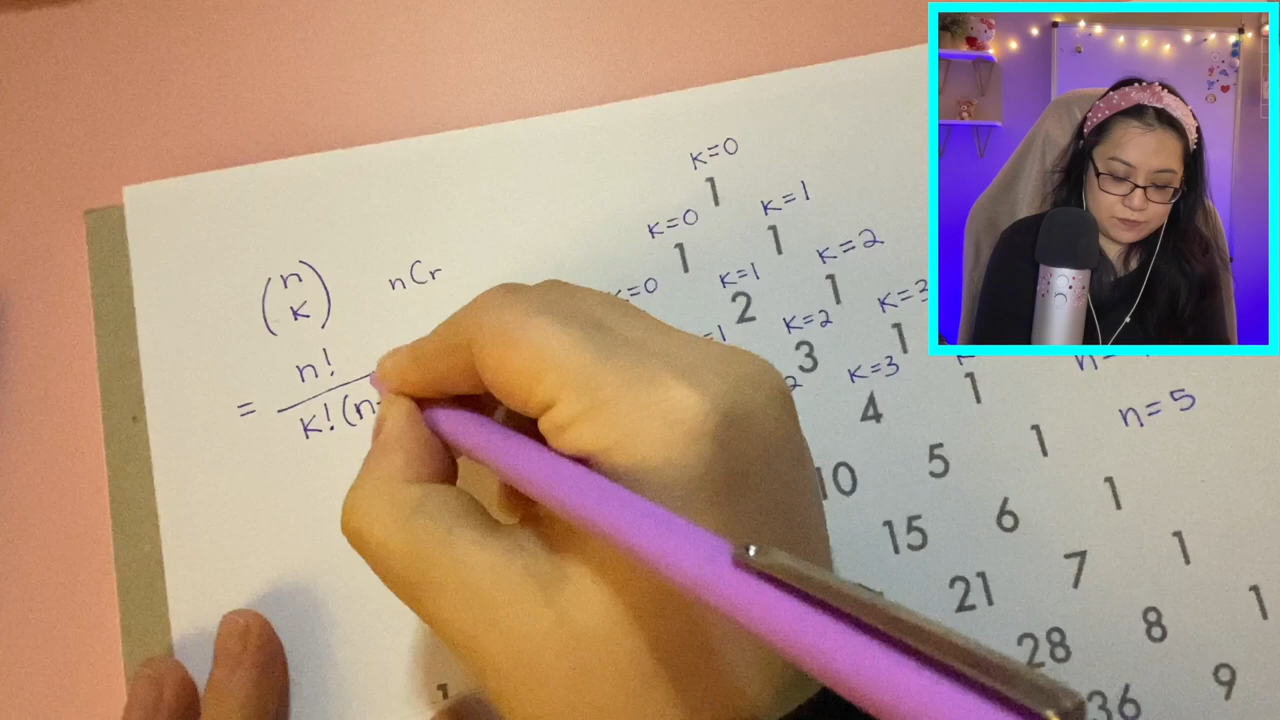 k=0
1
k=0 k=1
1 1
k=0 k=1 k=2
2 1
k=2 k=3
3 1
k=3
4 1
n=5
10 5 1
15 6 1
21 7 1
28 8 1
36 9
(n k) nCr
= n! / k!(n-